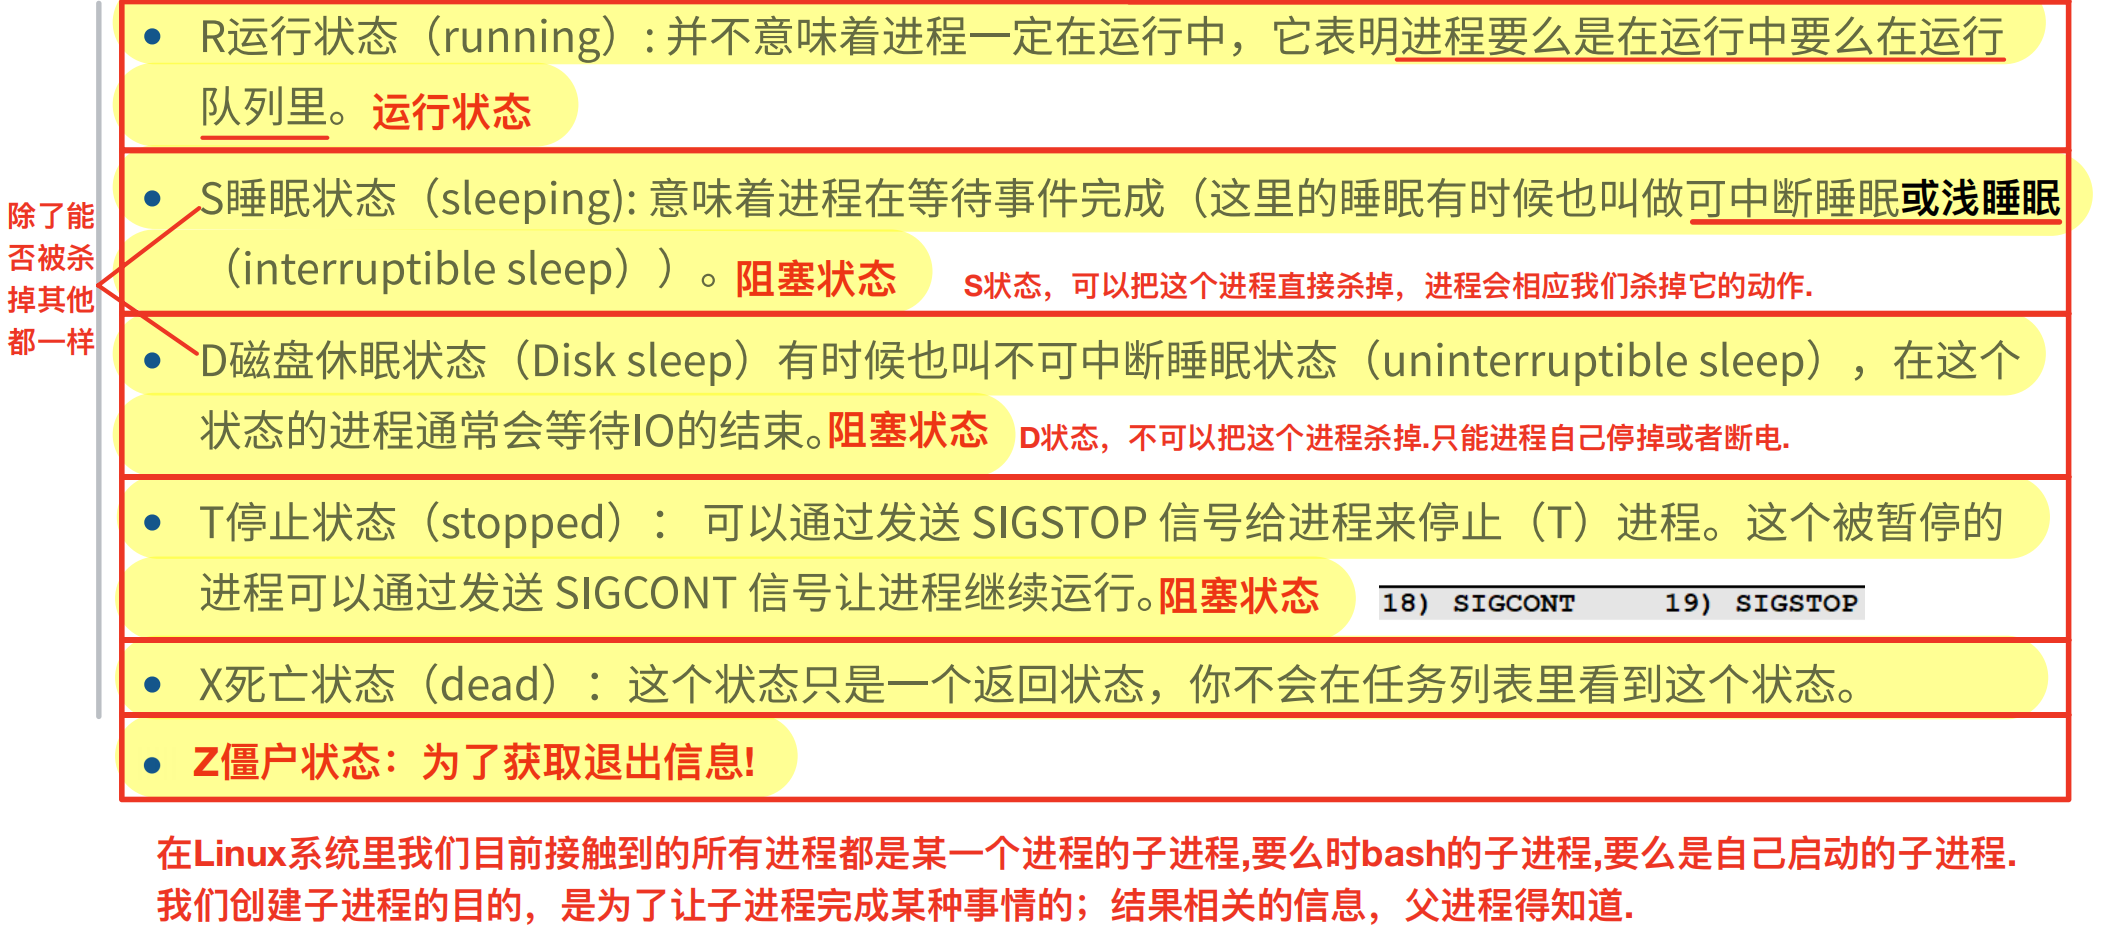 R运行状态（running）: 并不意味着进程一定在运行中，它表明进程要么是在运行中要么在运行
队列里。运行状态
S睡眠状态（sleeping): 意味着进程在等待事件完成（这里的睡眠有时候也叫做可中断睡眠或浅睡眠
（interruptible sleep））。阻塞状态 S状态，可以把这个进程直接杀掉，进程会相应我们杀掉它的动作.
除了能
否被杀
掉其他
都一样
D磁盘休眠状态（Disk sleep）有时候也叫不可中断睡眠状态（uninterruptible sleep），在这个
状态的进程通常会等待IO的结束。阻塞状态 D状态，不可以把这个进程杀掉.只能进程自己停掉或者断电.
T停止状态（stopped）： 可以通过发送 SIGSTOP 信号给进程来停止（T）进程。这个被暂停的
进程可以通过发送 SIGCONT 信号让进程继续运行。阻塞状态 18) SIGCONT 19) SIGSTOP
X死亡状态（dead）：这个状态只是一个返回状态，你不会在任务列表里看到这个状态。
Z僵尸状态：为了获取退出信息!
在Linux系统里我们目前接触到的所有进程都是某一个进程的子进程,要么时bash的子进程,要么是自己启动的子进程.
我们创建子进程的目的，是为了让子进程完成某种事情的；结果相关的信息，父进程得知道.